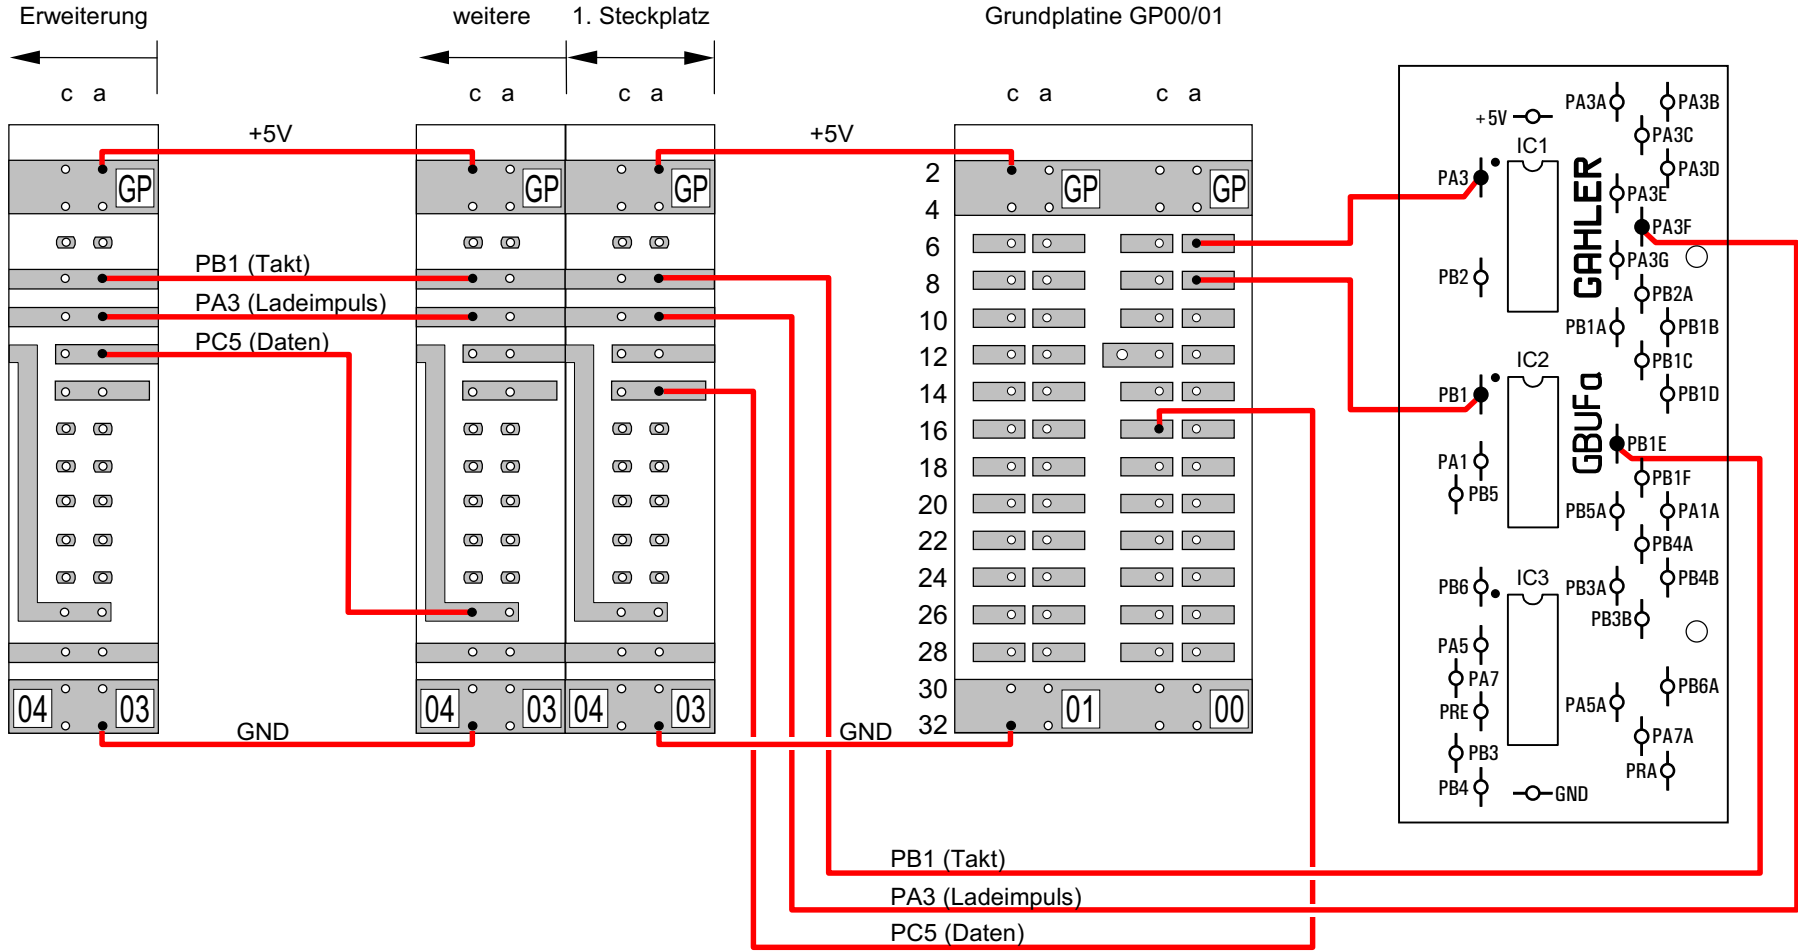 Erweiterung
weitere
1. Steckplatz
Grundplatine GP00/01
c a
c a
c a
c a
c a
+5V
+5V
GP
GP
GP
GP
GP
2
4
6
8
10
12
14
16
18
20
22
24
26
28
30
32
PB1 (Takt)
PA3 (Ladeimpuls)
PC5 (Daten)
04
03
04
03
04
03
01
00
GND
GND
PB1 (Takt)
PA3 (Ladeimpuls)
PC5 (Daten)
+5V
PA3A
PA3B
PA3C
IC1
PA3D
PA3
PA3E
PA3F
GAHLER
PA3G
PB2
PB2A
PB1A
PB1B
PB1C
IC2
PB1
PB1D
GBUFa
PB1E
PA1
PB1F
PB5
PB5A
PA1A
PB4A
IC3
PB4B
PB6
PB3A
PB3B
PA5
PA7
PB6A
PRE
PA5A
PA7A
PB3
PRA
PB4
GND